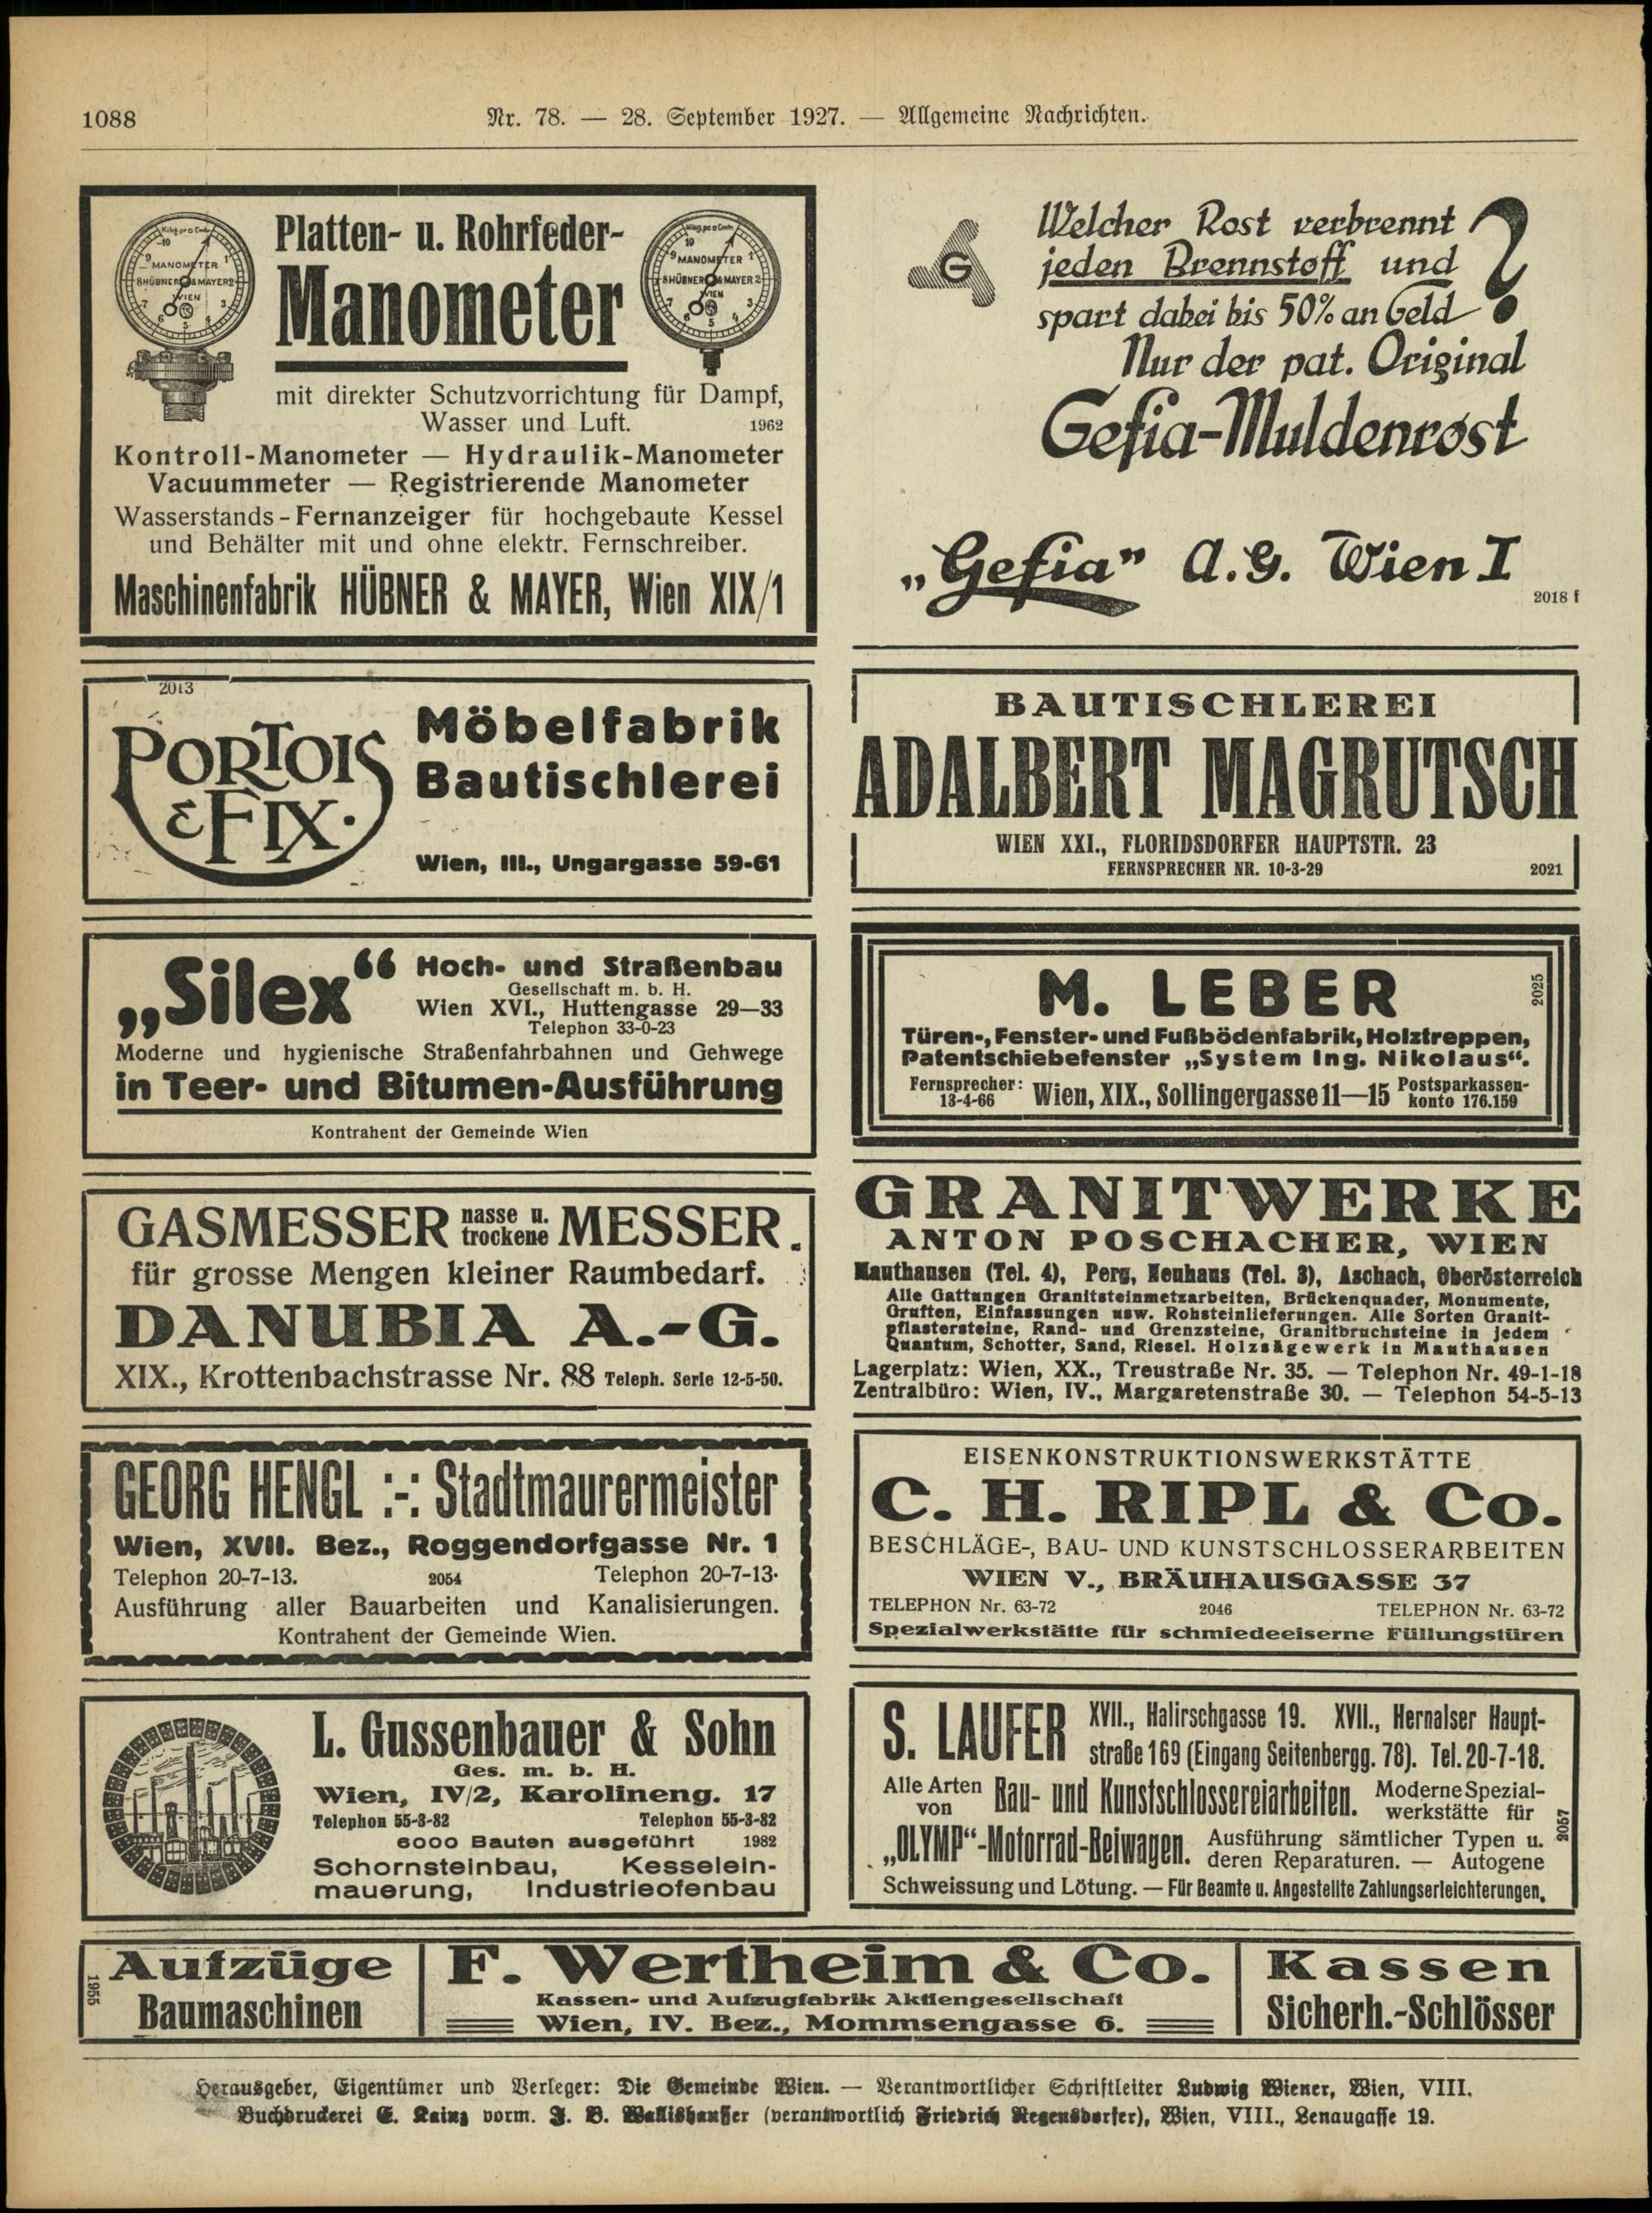 1088
Nr. 78. — 28. September 1927. — Allgemeine Nachrichten.
Platten- u. Rohrfeder-
Manometer
mit direkter Schutzvorrichtung für Dampf,
Wasser und Luft. 1962
Kontroll-Manometer — Hydraulik-Manometer
Vacuummeter — Registrierende Manometer
Wasserstands-Fernanzeiger für hochgebaute Kessel
und Behälter mit und ohne elektr. Fernschreiber.
Maschinenfabrik HÜBNER & MAYER, Wien XIX/1
MANOMETER
HÜBNER & MAYER
WIEN
MANOMETER
HÜBNER & MAYER
WIEN
G
Welcher Rost verbrennt
jeden Brennstoff und
spart dabei bis 50% an Geld?
Nur der pat. Original
Gefia-Muldenrost
„Gefia” A.G. Wien I
2018 f
2013
PORTOIS
& FIX.
Möbelfabrik
Bautischlerei
Wien, III., Ungargasse 59-61
BAUTISCHLEREI
ADALBERT MAGRUTSCH
WIEN XXI., FLORIDSDORFER HAUPTSTR. 23
FERNSPRECHER NR. 10-3-29 2021
„Silex“
Hoch- und Straßenbau
Gesellschaft m. b. H.
Wien XVI., Huttengasse 29—33
Telephon 33-0-23
Moderne und hygienische Straßenfahrbahnen und Gehwege
in Teer- und Bitumen-Ausführung
Kontrahent der Gemeinde Wien
M. LEBER
2025
Türen-, Fenster- und Fußbödenfabrik, Holztreppen,
Patentschiebefenster „System Ing. Nikolaus“.
Fernsprecher: 13-4-66 Wien, XIX., Sollingergasse 11—15 Postsparkassen-konto 176.159
GASMESSER nasse u. trockene MESSER
für grosse Mengen kleiner Raumbedarf.
DANUBIA A.-G.
XIX., Krottenbachstrasse Nr. 88 Teleph. Serie 12-5-50.
GRANITWERKE
ANTON POSCHACHER, WIEN
Mauthausen (Tel. 4), Perg, Neuhaus (Tel. 3), Aschach, Oberösterreich
Alle Gattungen Granitsteinmetzarbeiten, Brückenquader, Monumente,
Gruften, Einfassungen usw. Rohsteinlieferungen. Alle Sorten Granit-
pflastersteine, Rand- und Grenzsteine, Granitbruchsteine in jedem
Quantum, Schotter, Sand, Riesel. Holzsägewerk in Mauthausen
Lagerplatz: Wien, XX., Treustraße Nr. 35. — Telephon Nr. 49-1-18
Zentralbüro: Wien, IV., Margaretenstraße 30. — Telephon 54-5-13
GEORG HENGL :-: Stadtmaurermeister
Wien, XVII. Bez., Roggendorfgasse Nr. 1
Telephon 20-7-13. 2054 Telephon 20-7-13.
Ausführung aller Bauarbeiten und Kanalisierungen.
Kontrahent der Gemeinde Wien.
EISENKONSTRUKTIONSWERKSTÄTTE
C. H. RIPL & Co.
BESCHLÄGE-, BAU- UND KUNSTSCHLOSSERARBEITEN
WIEN V., BRÄUHAUSGASSE 37
TELEPHON Nr. 63-72 2046 TELEPHON Nr. 63-72
Spezialwerkstätte für schmiedeeiserne Füllungstüren
L. Gussenbauer & Sohn
Ges. m. b. H.
Wien, IV/2, Karolineng. 17
Telephon 55-3-82 Telephon 55-3-82
6000 Bauten ausgeführt 1982
Schornsteinbau, Kesselein-
mauerung, Industrieofenbau
S. LAUFER XVII., Halirschgasse 19. XVII., Hernalser Haupt-
straße 169 (Eingang Seitenbergg. 78). Tel. 20-7-18.
Alle Arten von Bau- und Kunstschlossereiarbeiten. Moderne Spezial-
werkstätte für
„OLYMP“-Motorrad-Beiwagen. Ausführung sämtlicher Typen u.
deren Reparaturen. — Autogene
Schweissung und Lötung. — Für Beamte u. Angestellte Zahlungserleichterungen.
2057
1955
Aufzüge
Baumaschinen
F. Wertheim & Co.
Kassen- und Aufzugfabrik Aktiengesellschaft
Wien, IV. Bez., Mommsengasse 6.
Kassen
Sicherh.-Schlösser
Herausgeber, Eigentümer und Verleger: Die Gemeinde Wien. — Verantwortlicher Schriftleiter Ludwig Wiener, Wien, VIII.
Buchdruckerei E. Kainz vorm. J. B. Wallishausser (verantwortlich Friedrich Regensdorfer), Wien, VIII., Lenaugasse 19.